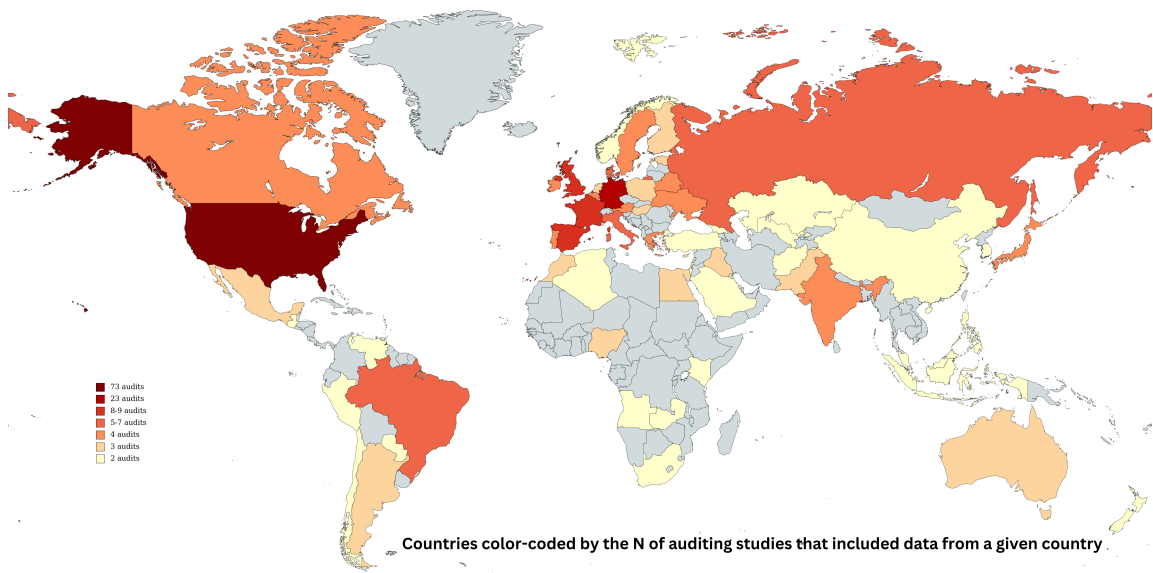 73 audits
23 audits
8-9 audits
5-7 audits
4 audits
3 audits
2 audits
Countries color-coded by the N of auditing studies that included data from a given country